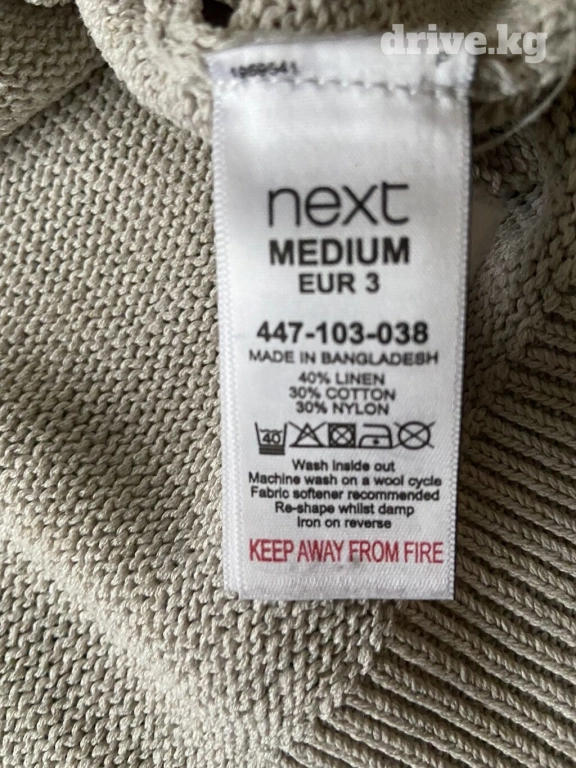 drive.kg
next
MEDIUM
EUR 3
447-103-038
MADE IN BANGLADESH
40% LINEN
30% COTTON
30% NYLON
40
Wash inside out
Machine wash on a wool cycle
Fabric softener recommended
Re-shape whilst damp
Iron on reverse
KEEP AWAY FROM FIRE